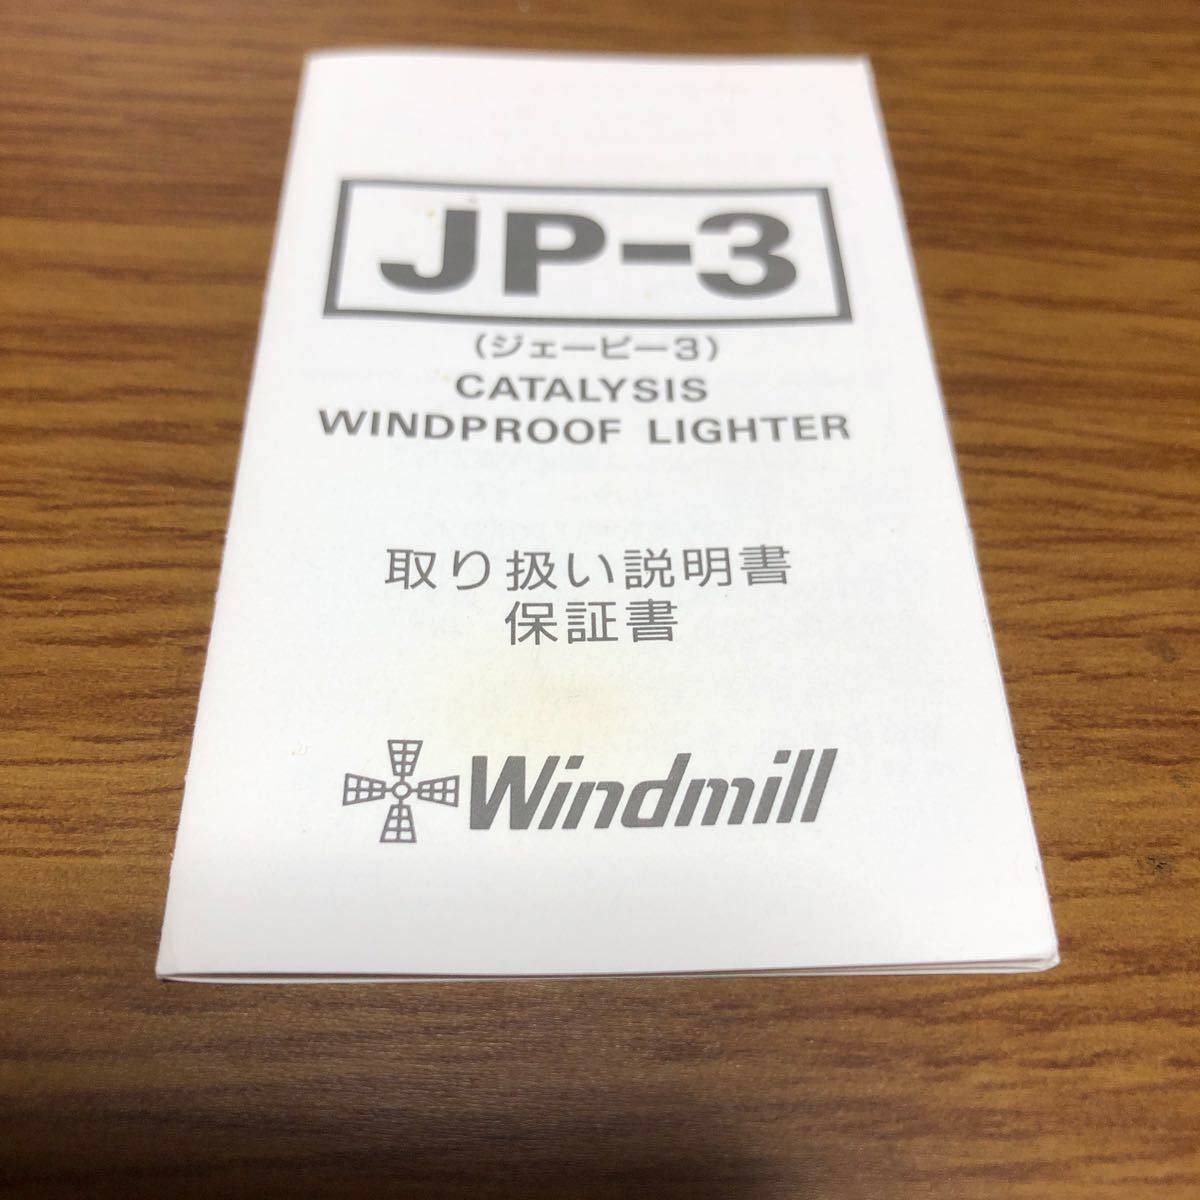 JP-3
(ジェーピー3)
CATALYSIS
WINDPROOF LIGHTER
取り扱い説明書
保証書
Windmill